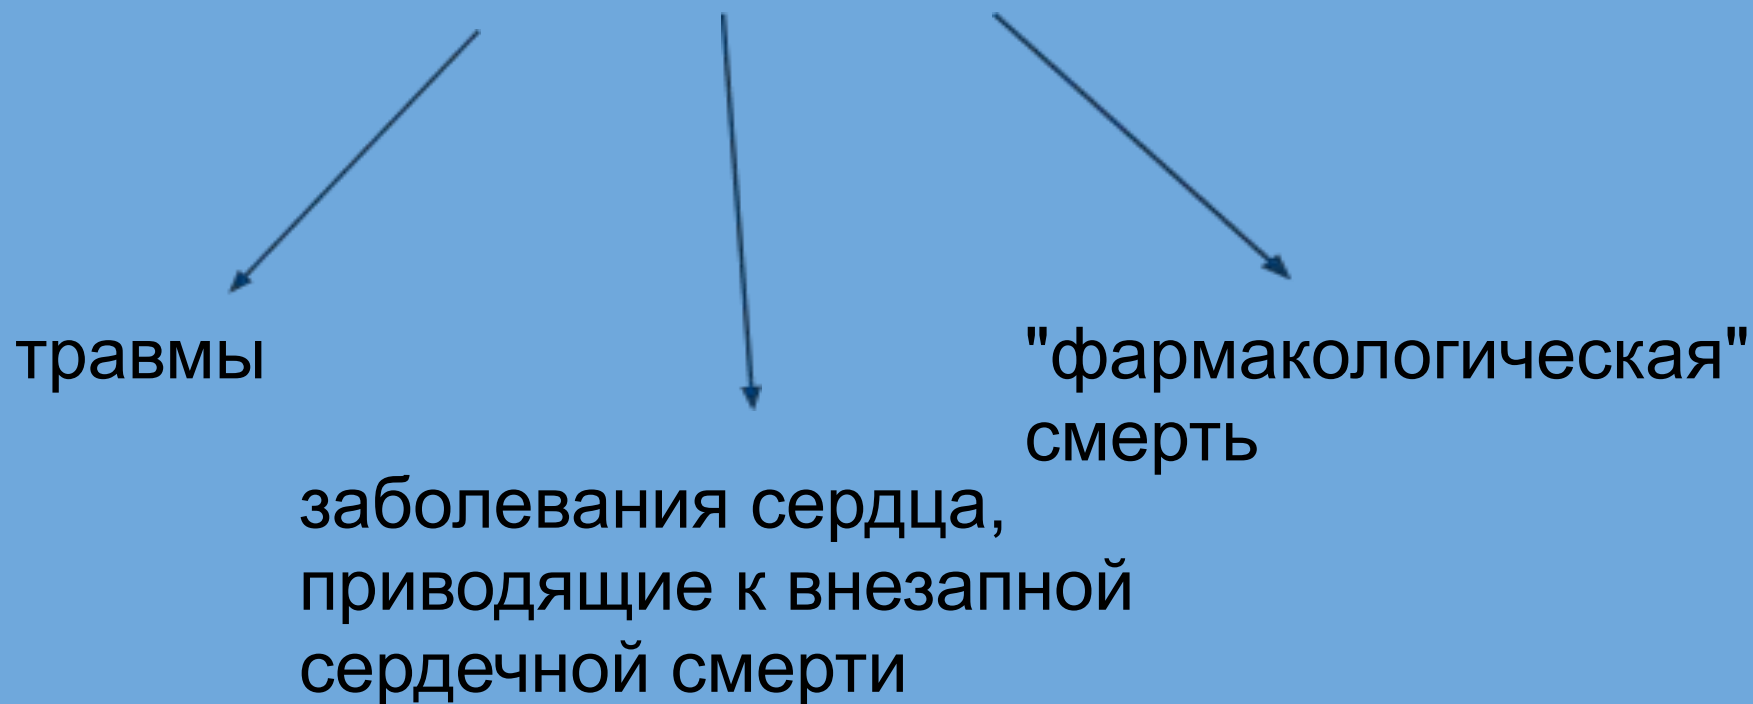 травмы
"фармакологическая"
смерть
заболевания сердца,
приводящие к внезапной
сердечной смерти